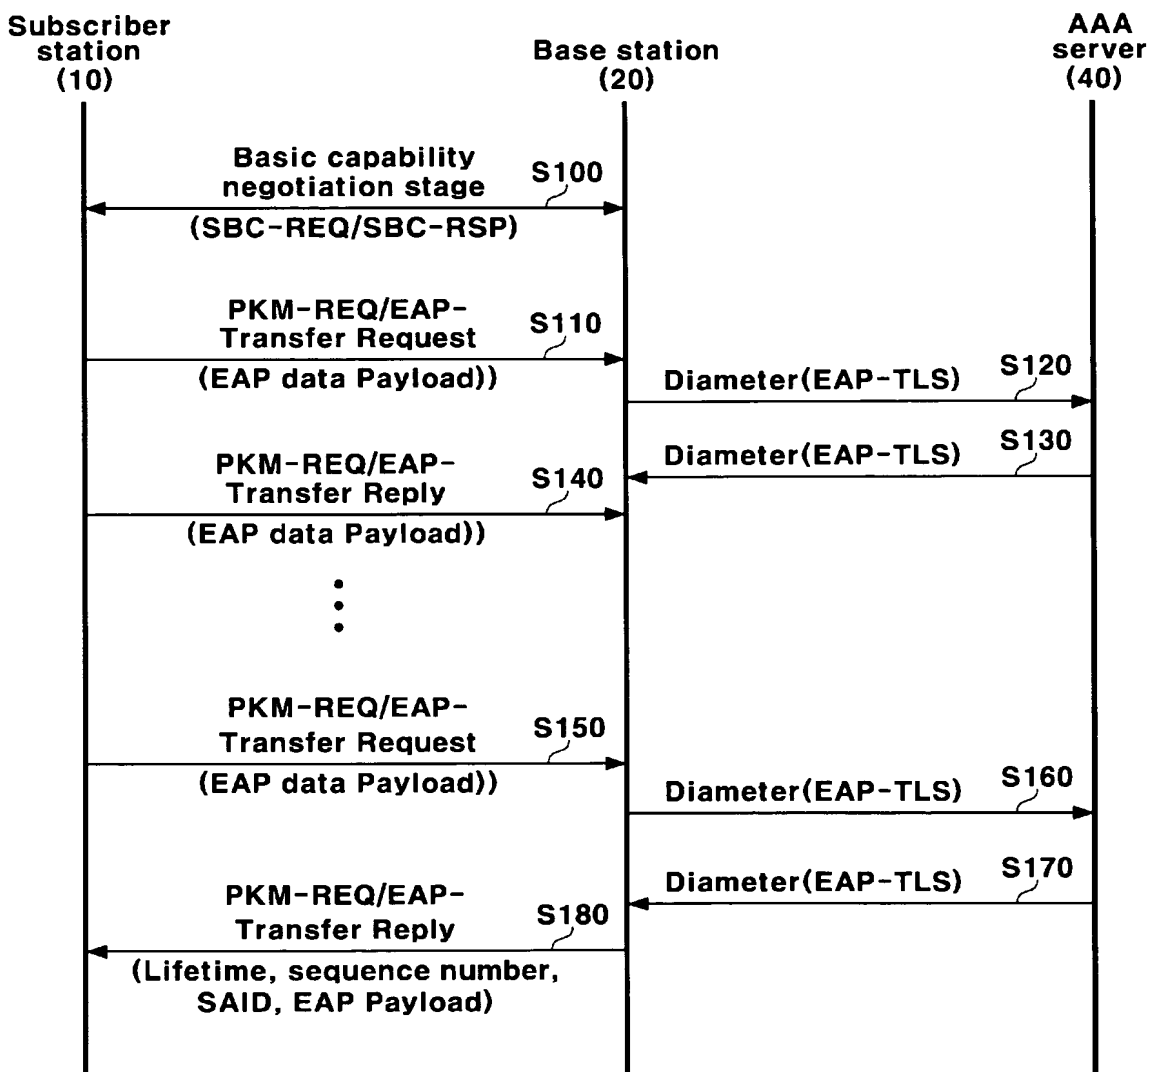 Subscriber
station
(10)
Base station
(20)
AAA
server
(40)
Basic capability
negotiation stage
S100
(SBC-REQ/SBC-RSP)
PKM-REQ/EAP-
Transfer Request
S110
(EAP data Payload))
Diameter(EAP-TLS)
S120
Diameter(EAP-TLS)
S130
PKM-REQ/EAP-
Transfer Reply
S140
(EAP data Payload))
PKM-REQ/EAP-
Transfer Request
S150
(EAP data Payload))
Diameter(EAP-TLS)
S160
Diameter(EAP-TLS)
S170
PKM-REQ/EAP-
Transfer Reply
S180
(Lifetime, sequence number,
SAID, EAP Payload)